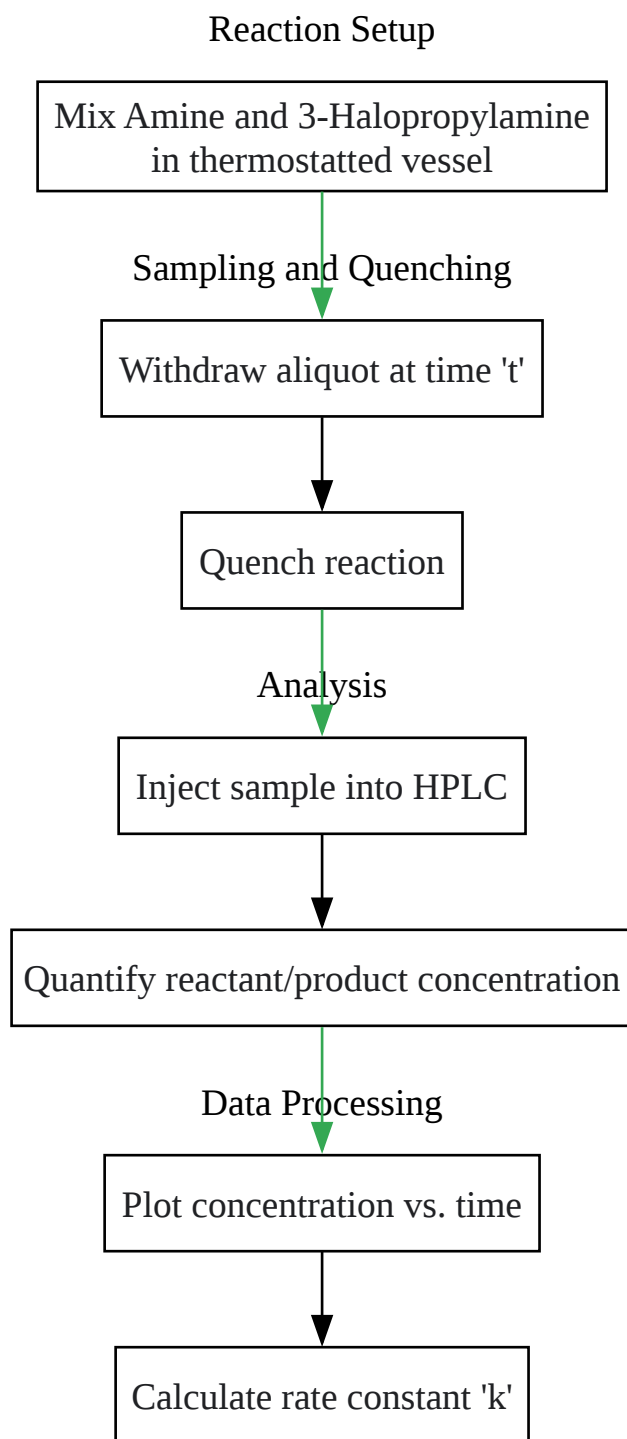 Reaction Setup
Mix Amine and 3-Halopropylamine
in thermostatted vessel
Sampling and Quenching
Withdraw aliquot at time 't'
Quench reaction
Analysis
Inject sample into HPLC
Quantify reactant/product concentration
Data Processing
Plot concentration vs. time
Calculate rate constant 'k'